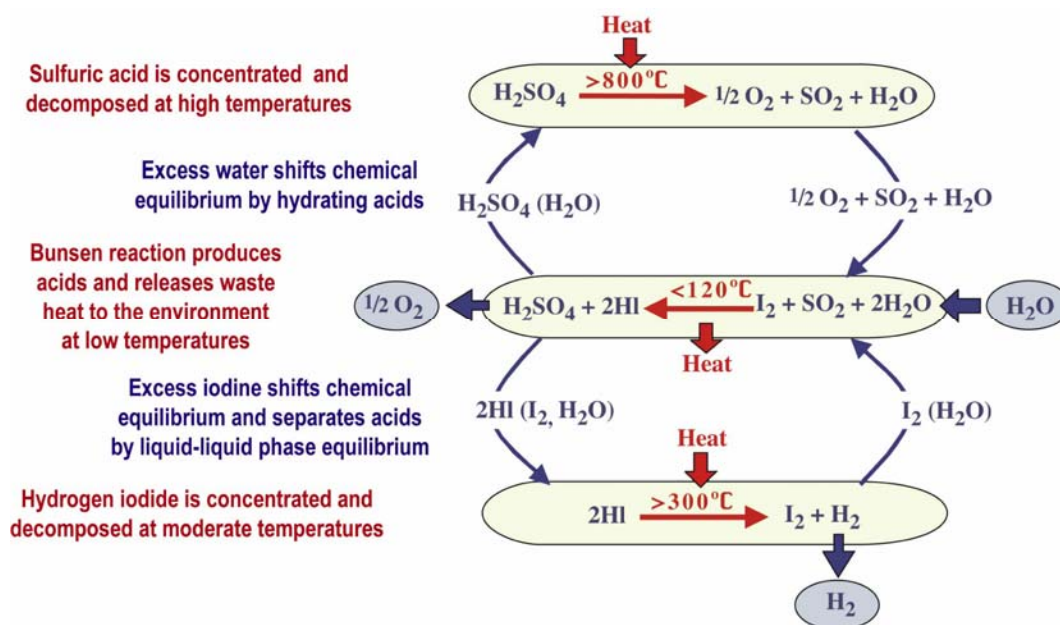 Heat
Sulfuric acid is concentrated and
decomposed at high temperatures
H₂SO₄
>800°C
1/2 O₂ + SO₂ + H₂O
Excess water shifts chemical
equilibrium by hydrating acids
H₂SO₄ (H₂O)
1/2 O₂ + SO₂ + H₂O
Bunsen reaction produces
acids and releases waste
heat to the environment
at low temperatures
1/2 O₂
H₂SO₄ + 2HI
<120°C
I₂ + SO₂ + 2H₂O
H₂O
Heat
Excess iodine shifts chemical
equilibrium and separates acids
by liquid-liquid phase equilibrium
2HI (I₂, H₂O)
I₂ (H₂O)
Heat
Hydrogen iodide is concentrated and
decomposed at moderate temperatures
2HI
>300°C
I₂ + H₂
H₂